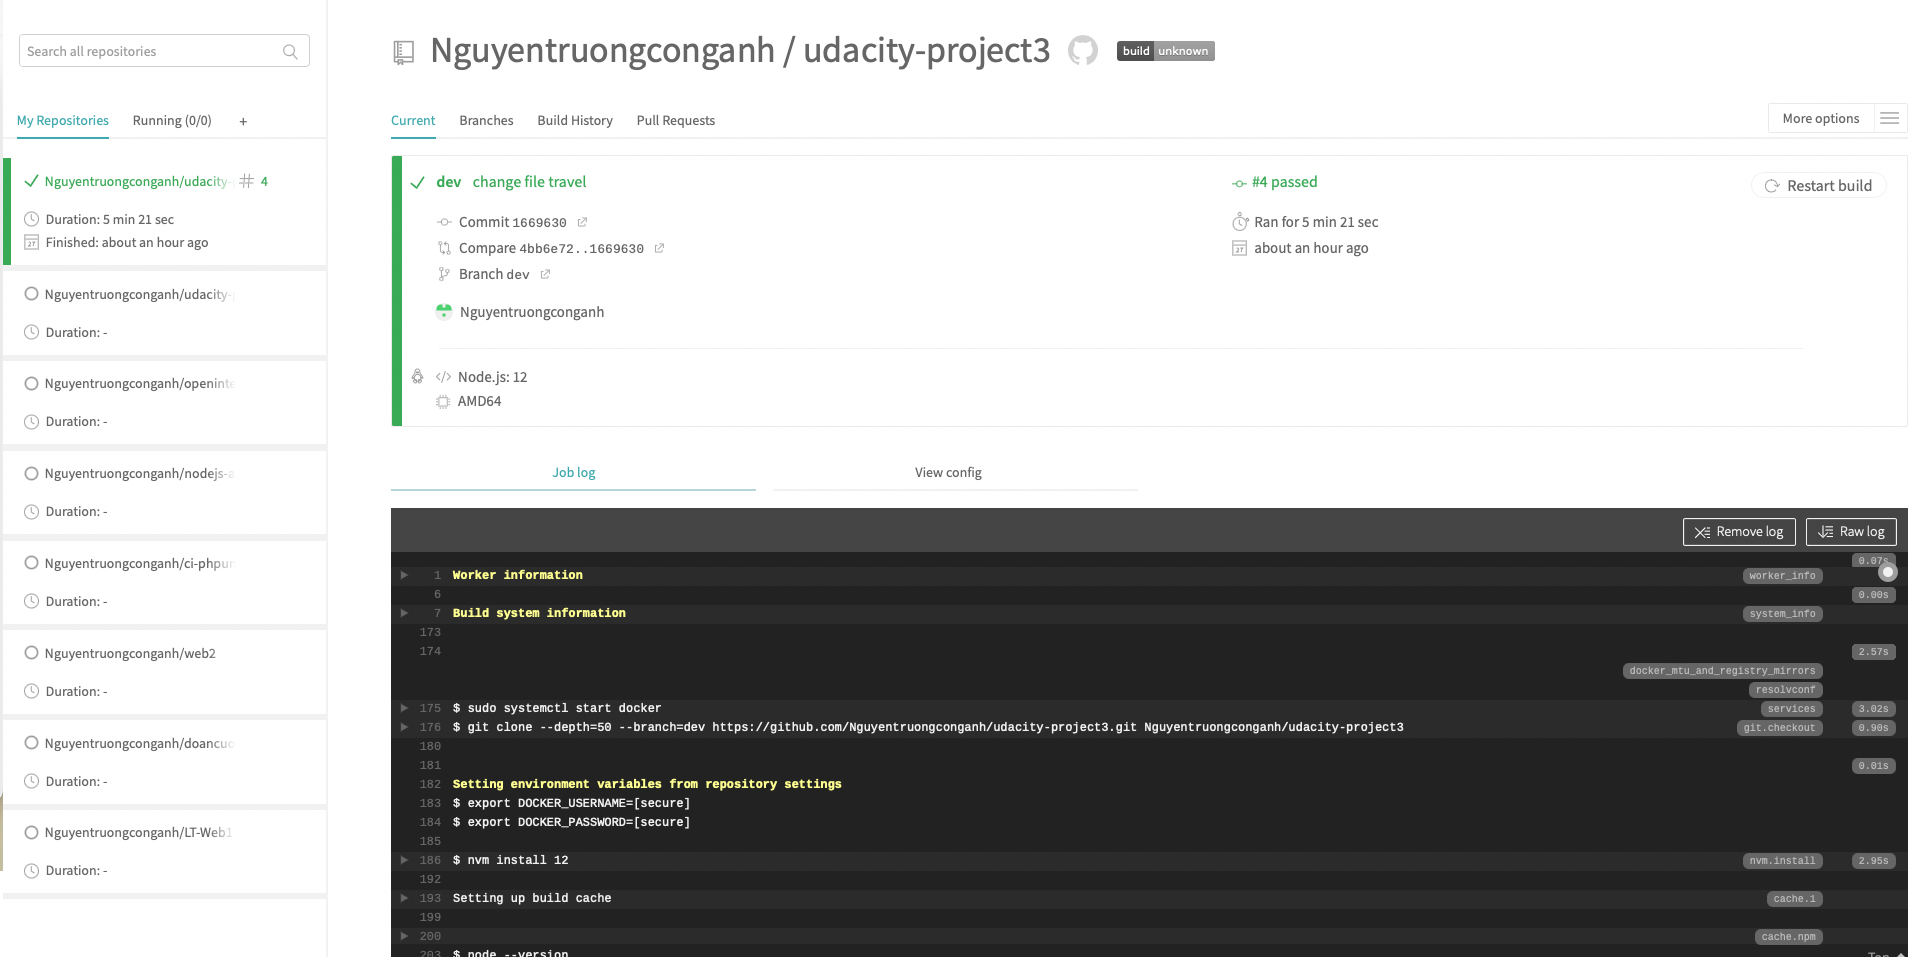 Search all repositories
My Repositories
Running (0/0)
+
Nguyentruongconganh/udacity-
4
Duration: 5 min 21 sec
Finished: about an hour ago
Nguyentruongconganh/udacity-
Duration: -
Nguyentruongconganh/openinte
Duration: -
Nguyentruongconganh/nodejs-a
Duration: -
Nguyentruongconganh/ci-phpun
Duration: -
Nguyentruongconganh/web2
Duration: -
Nguyentruongconganh/doancuo
Duration: -
Nguyentruongconganh/LT-Web1
Duration: -
Nguyentruongconganh / udacity-project3
build unknown
Current
Branches
Build History
Pull Requests
More options
dev change file travel
Commit 1669630
Compare 4bb6e72..1669630
Branch dev
Nguyentruongconganh
#4 passed
Ran for 5 min 21 sec
about an hour ago
Restart build
Node.js: 12
AMD64
Job log
View config
Remove log
Raw log
0.07s
1 Worker information worker_info
6 0.00s
7 Build system information system_info
173
174 2.57s
docker_mtu_and_registry_mirrors
resolvconf
175 $ sudo systemctl start docker services 3.02s
176 $ git clone --depth=50 --branch=dev https://github.com/Nguyentruongconganh/udacity-project3.git Nguyentruongconganh/udacity-project3 git.checkout 0.90s
180
181 0.01s
182 Setting environment variables from repository settings
183 $ export DOCKER_USERNAME=[secure]
184 $ export DOCKER_PASSWORD=[secure]
185
186 $ nvm install 12 nvm.install 2.95s
192
193 Setting up build cache cache.1
199
200 cache.npm
203 $ node --version
Top